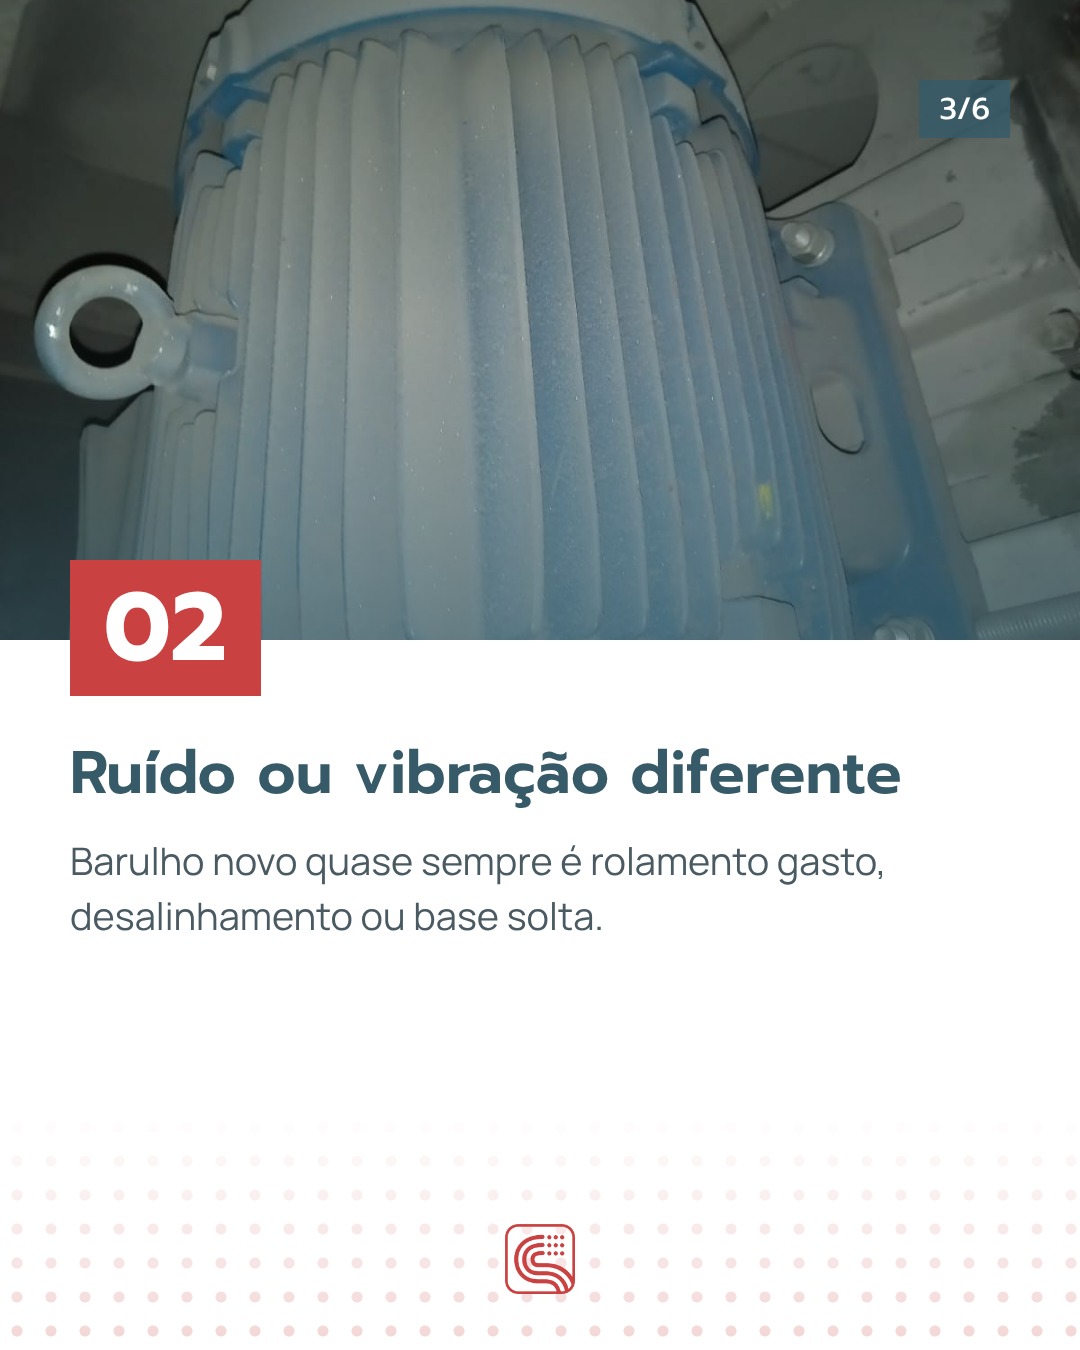 3/6
02
Ruído ou vibração diferente
Barulho novo quase sempre é rolamento gasto,
desalinhamento ou base solta.